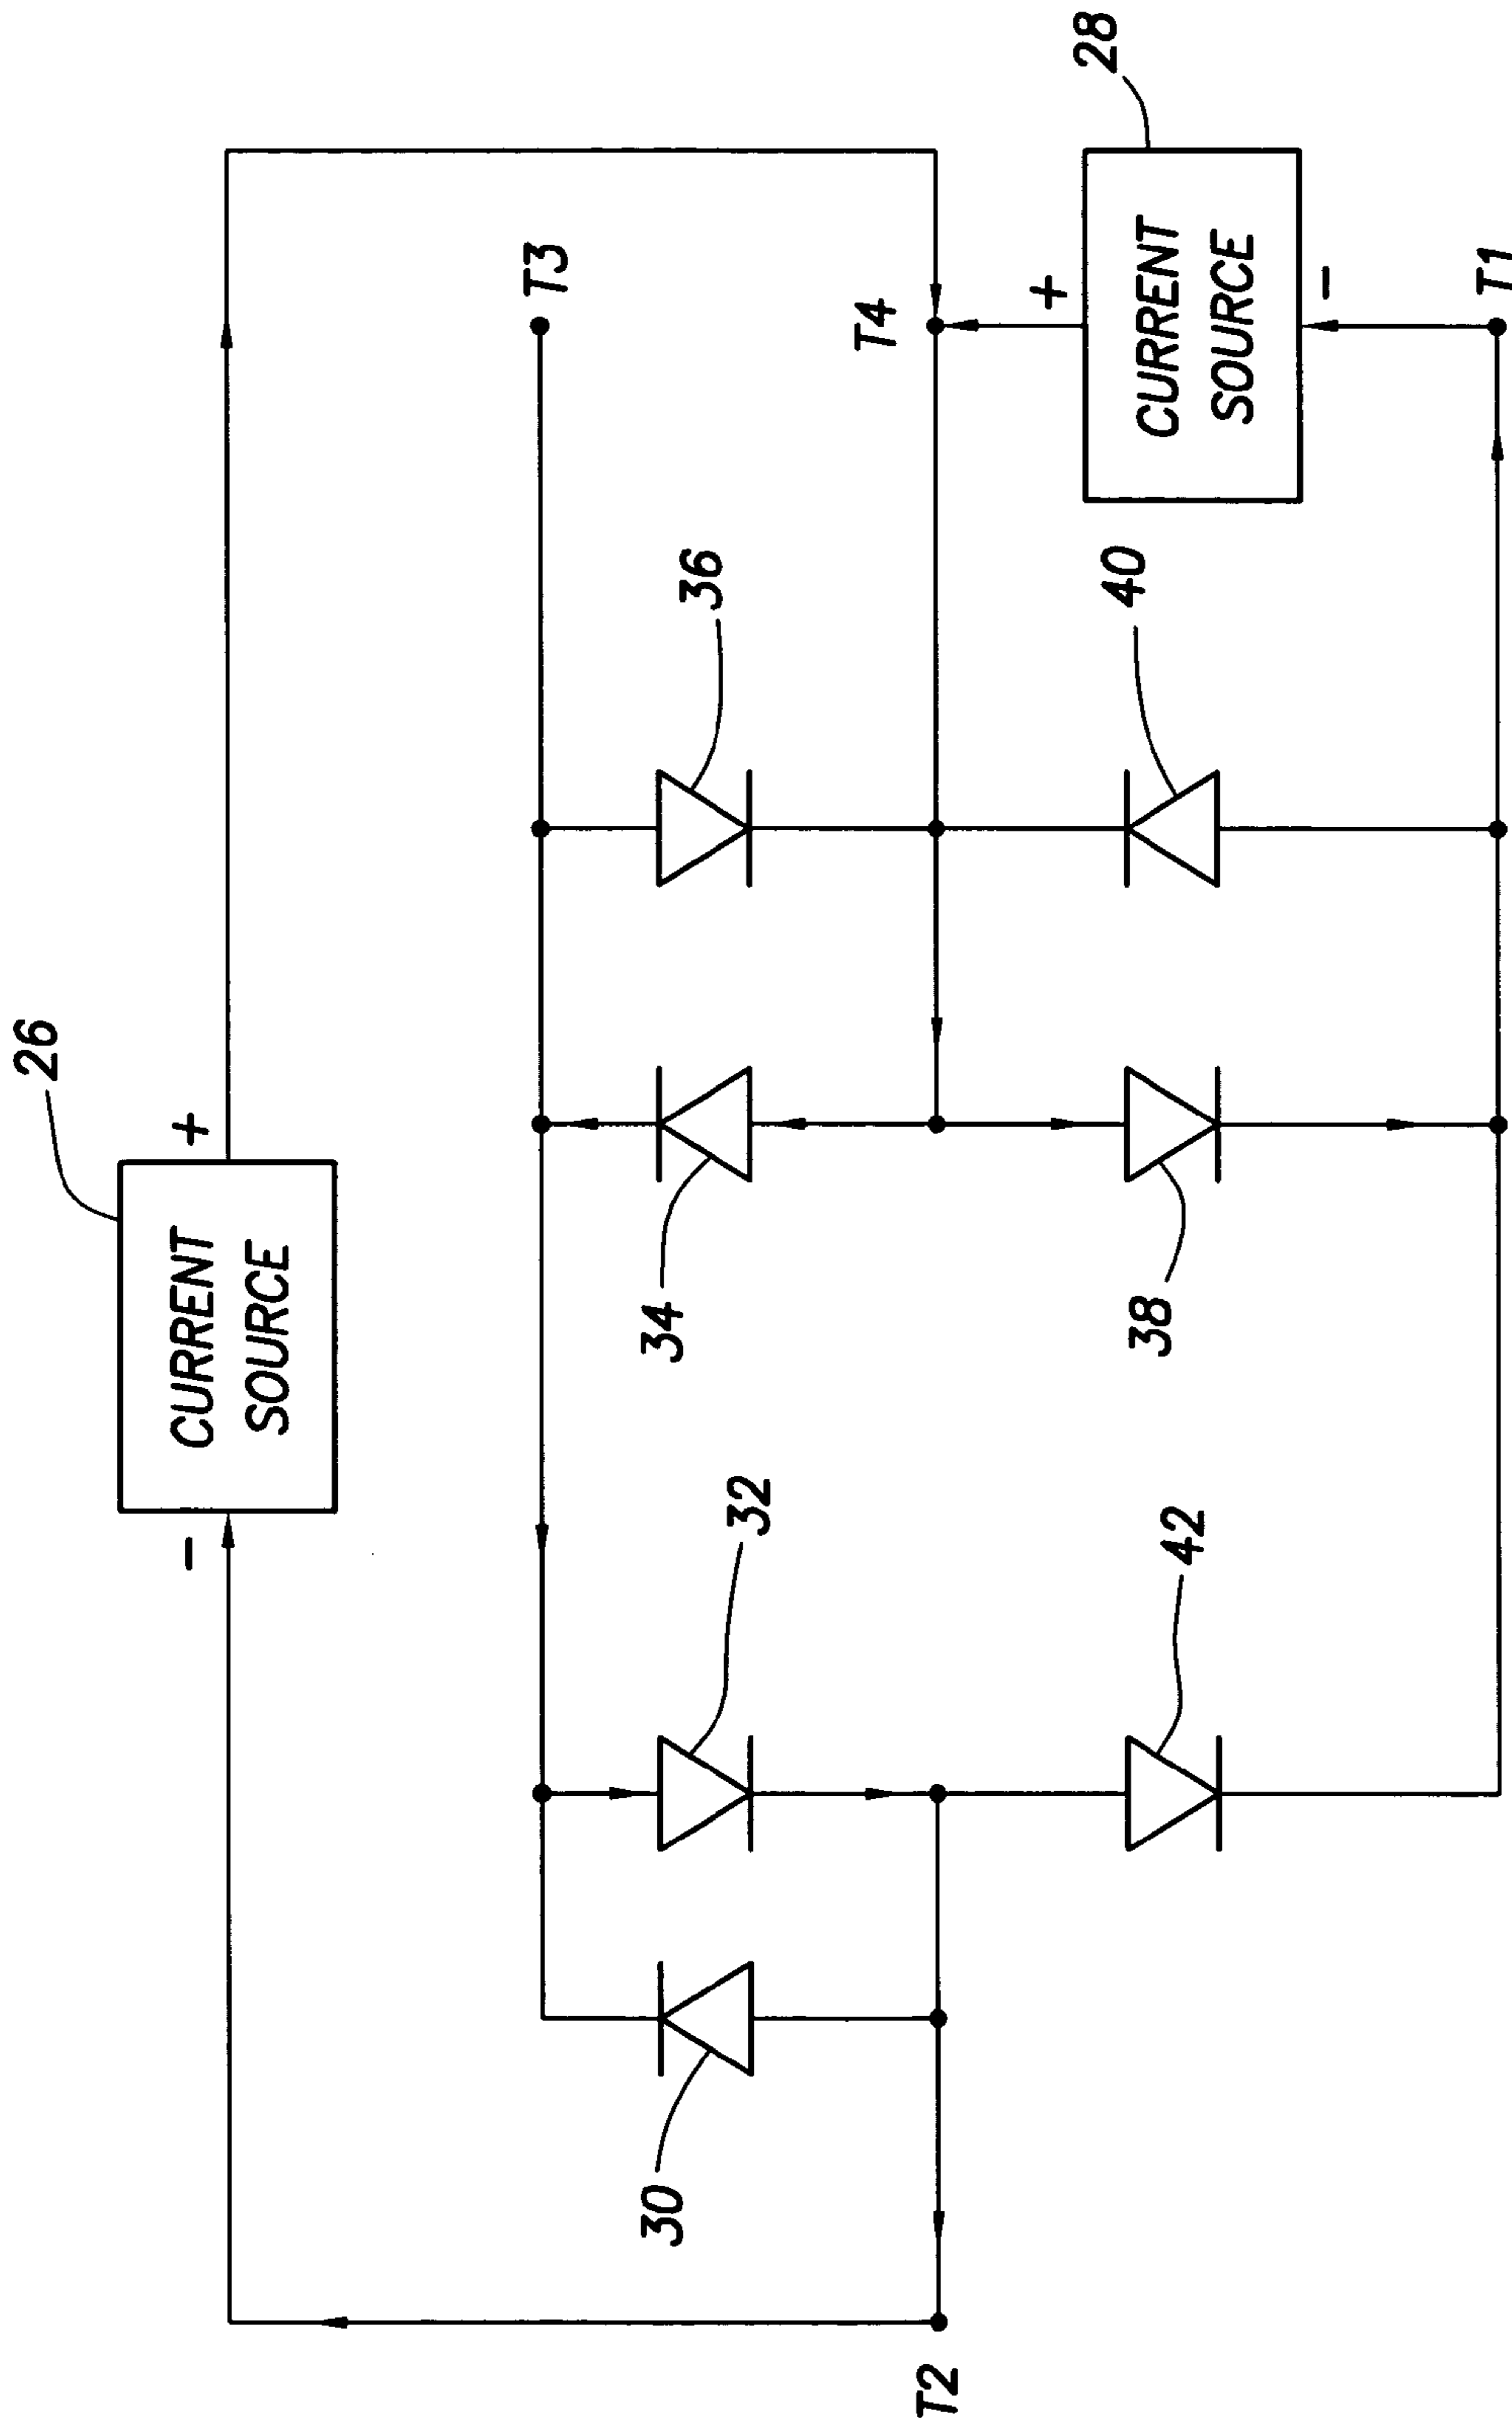 26
-
CURRENT
SOURCE
+
T3
32
34
36
30
T2
T4
42
38
40
28
+
CURRENT
SOURCE
-
T1